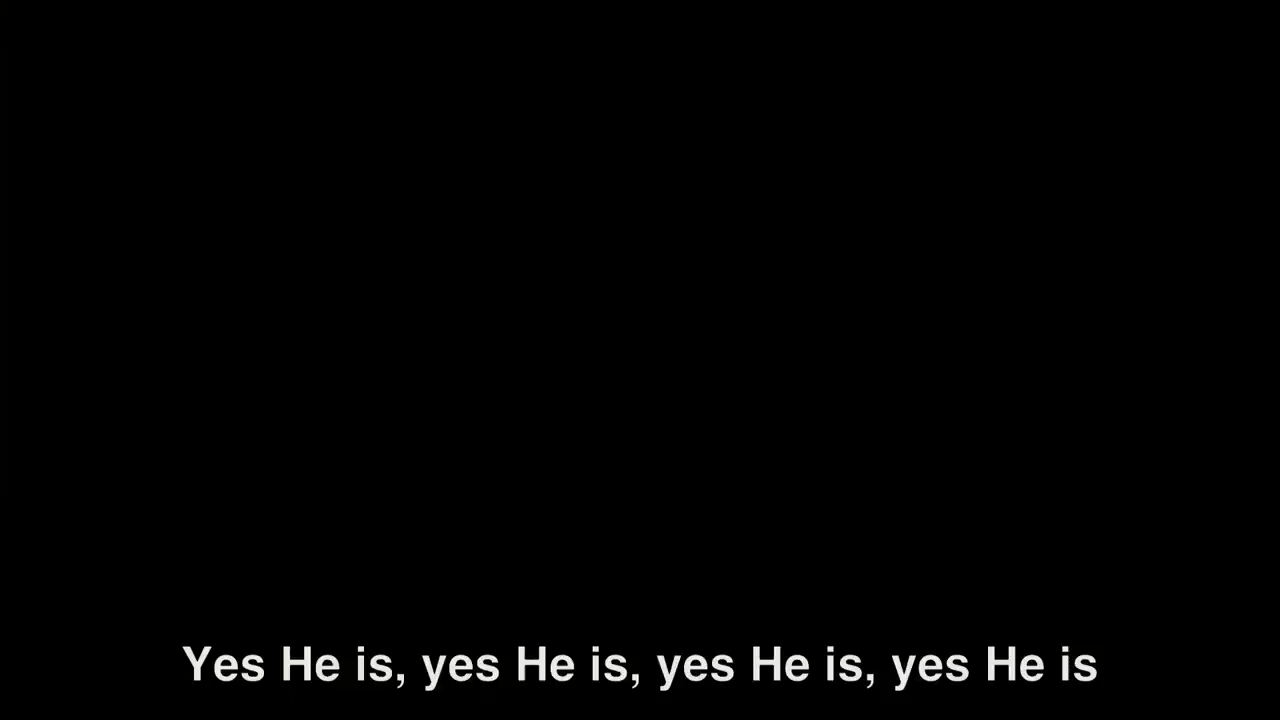 Yes He is, yes He is, yes He is, yes He is